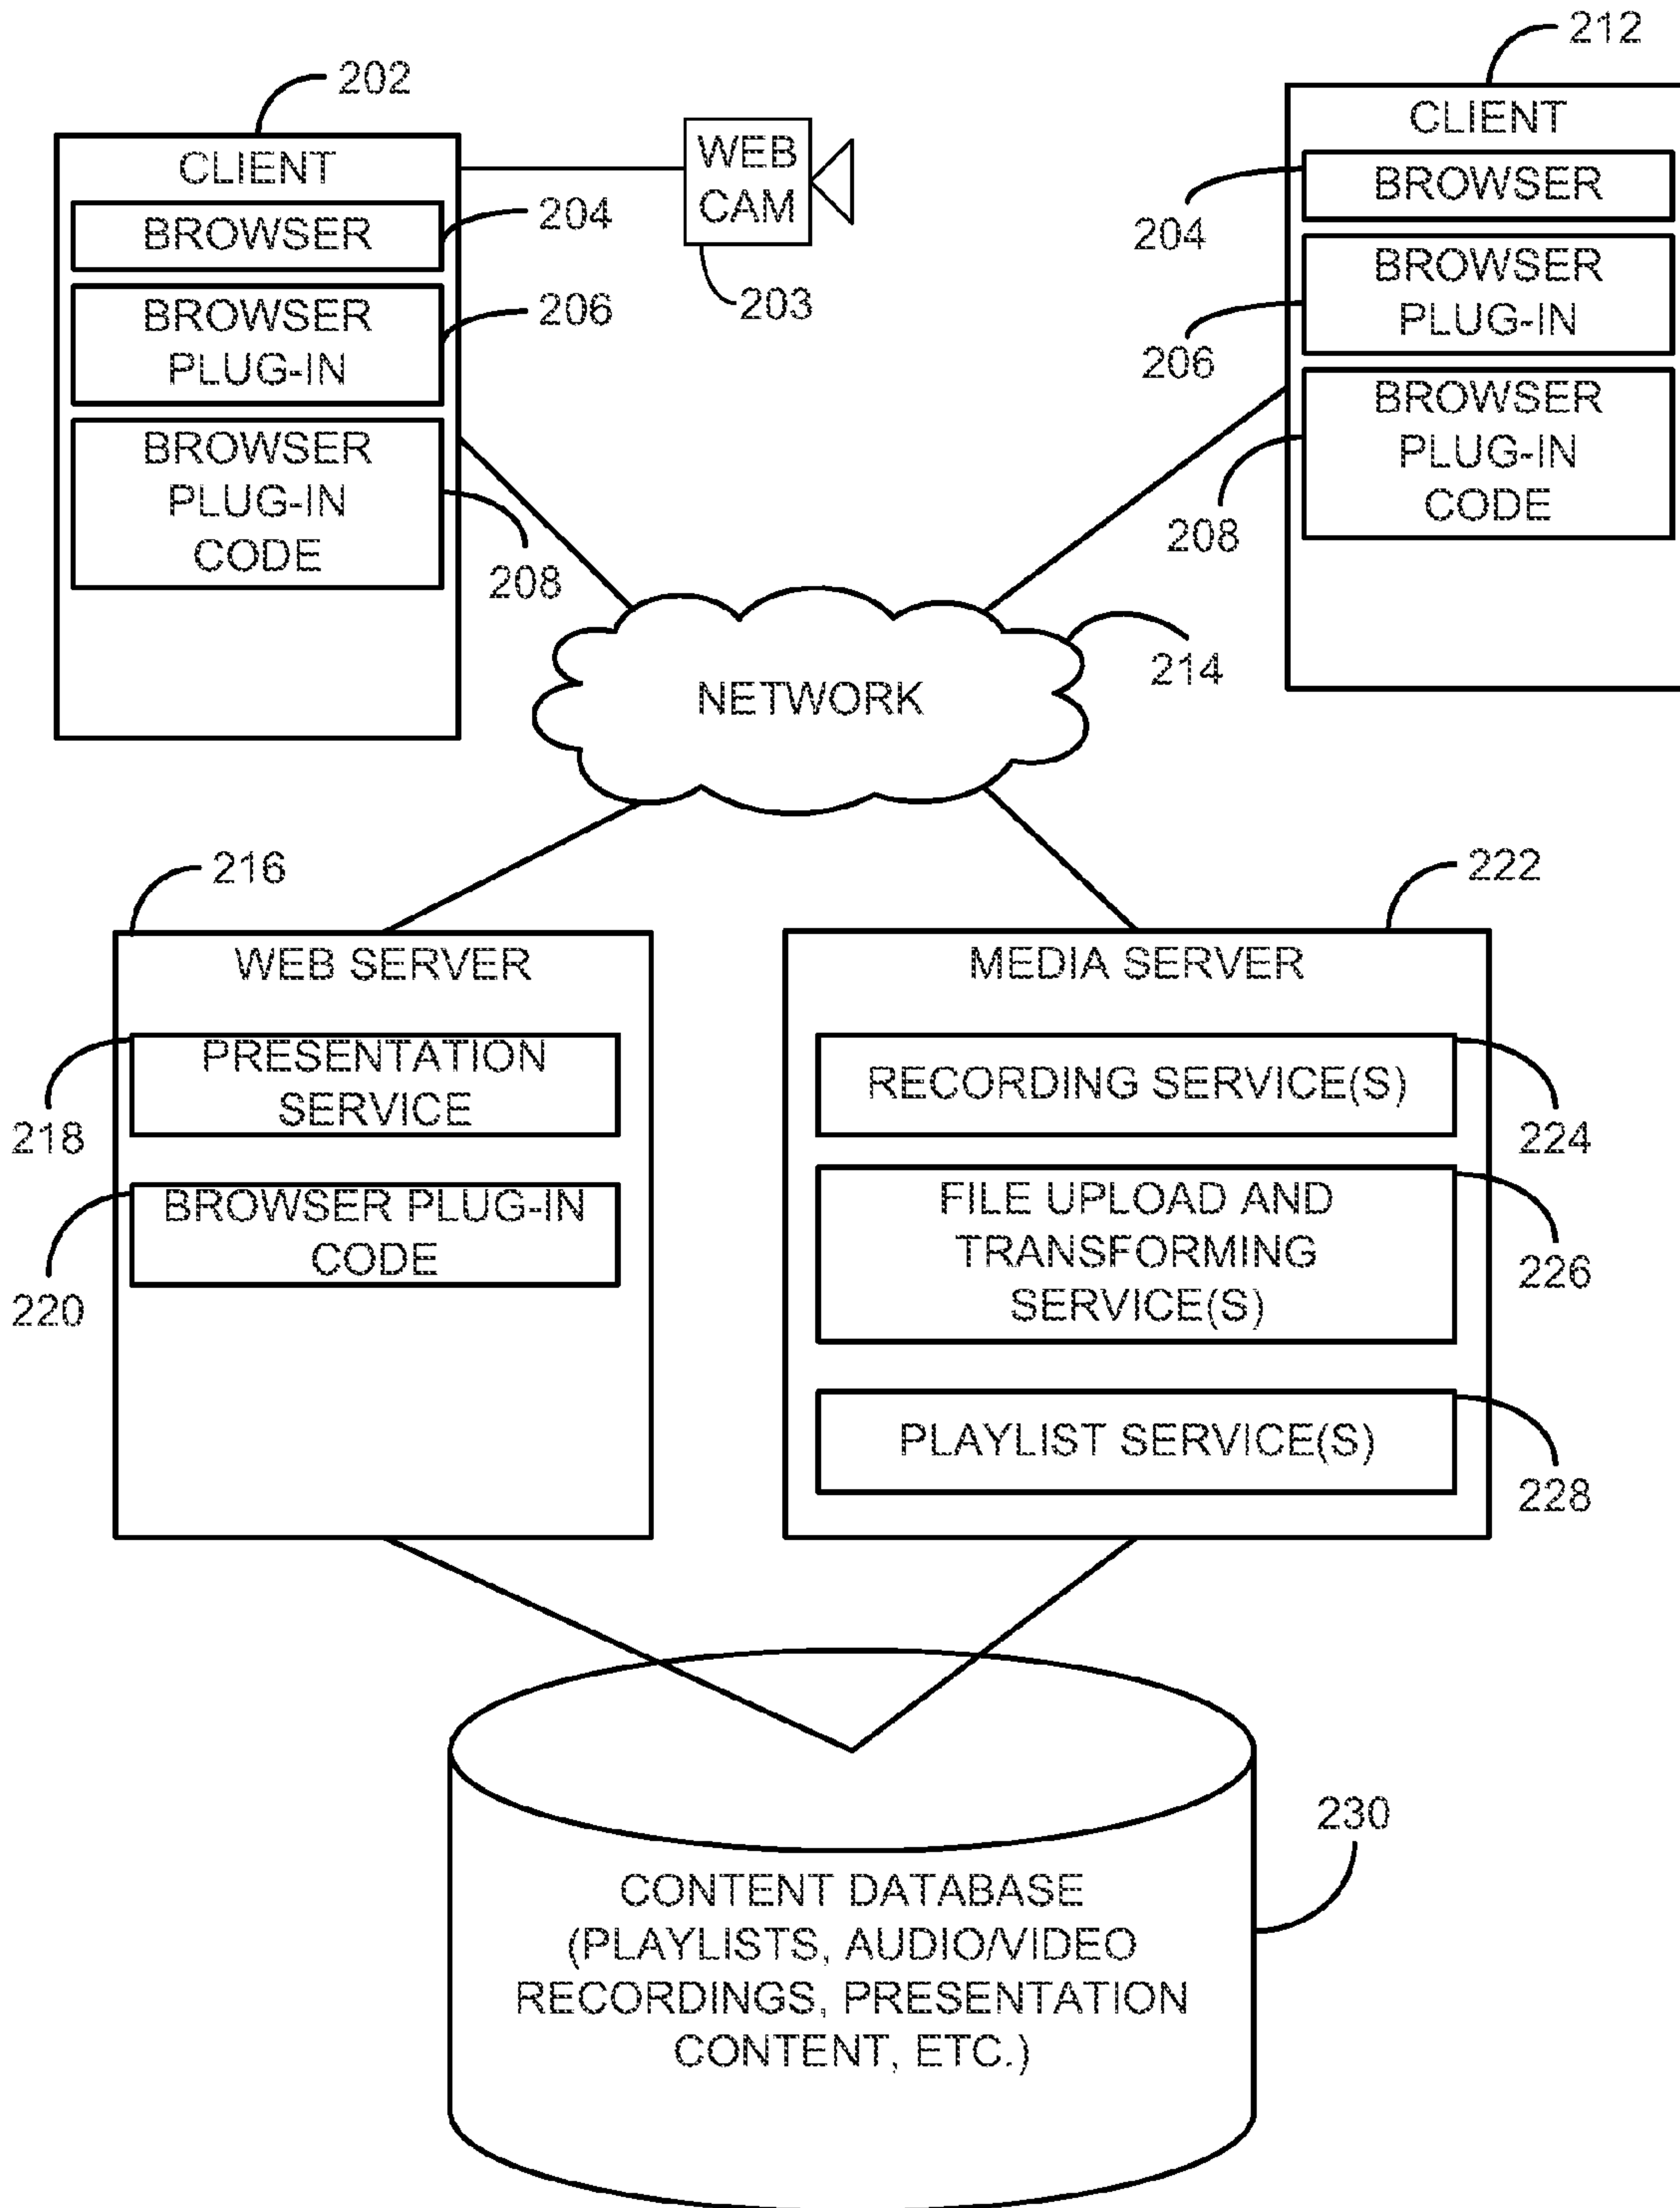 202
CLIENT
BROWSER
204
BROWSER
PLUG-IN
206
BROWSER
PLUG-IN
CODE
208
WEB
CAM
203
212
CLIENT
BROWSER
204
BROWSER
PLUG-IN
206
BROWSER
PLUG-IN
CODE
208
NETWORK
214
216
WEB SERVER
PRESENTATION
SERVICE
218
BROWSER PLUG-IN
CODE
220
222
MEDIA SERVER
RECORDING SERVICE(S)
224
FILE UPLOAD AND
TRANSFORMING
SERVICE(S)
226
PLAYLIST SERVICE(S)
228
230
CONTENT DATABASE
(PLAYLISTS, AUDIO/VIDEO
RECORDINGS, PRESENTATION
CONTENT, ETC.)